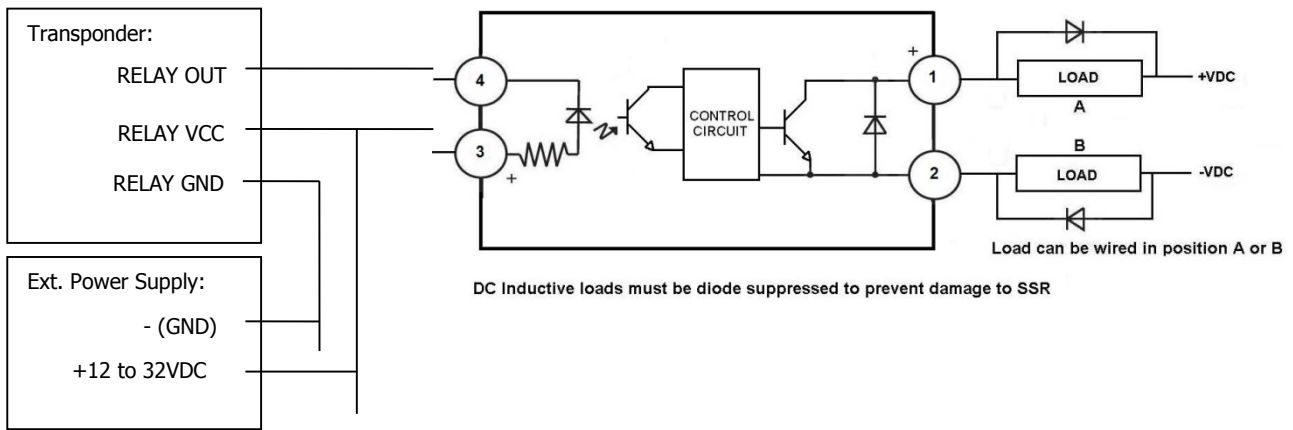 Transponder:
RELAY OUT
RELAY VCC
RELAY GND
Ext. Power Supply:
- (GND)
+12 to 32VDC
4
3
+
CONTROL
CIRCUIT
+
1
2
LOAD
A
+VDC
B
LOAD
-VDC
Load can be wired in position A or B
DC Inductive loads must be diode suppressed to prevent damage to SSR